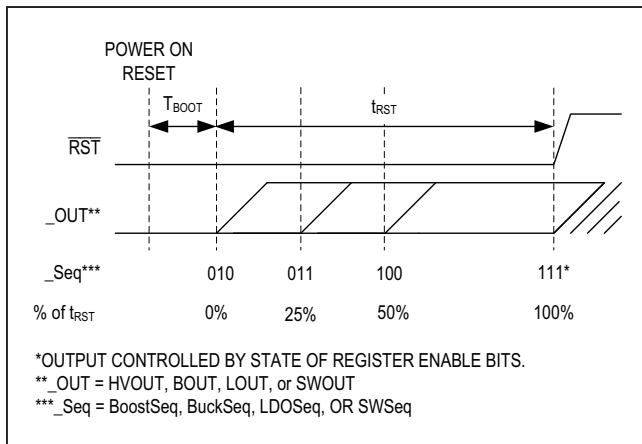 POWER ON
RESET
TBOOT
tRST
RST
_OUT**
_Seq*** 010 011 100 111*
% of tRST 0% 25% 50% 100%
*OUTPUT CONTROLLED BY STATE OF REGISTER ENABLE BITS.
**_OUT = HVOUT, BOUT, LOUT, or SWOUT
***_Seq = BoostSeq, BuckSeq, LDOSeq, OR SWSeq